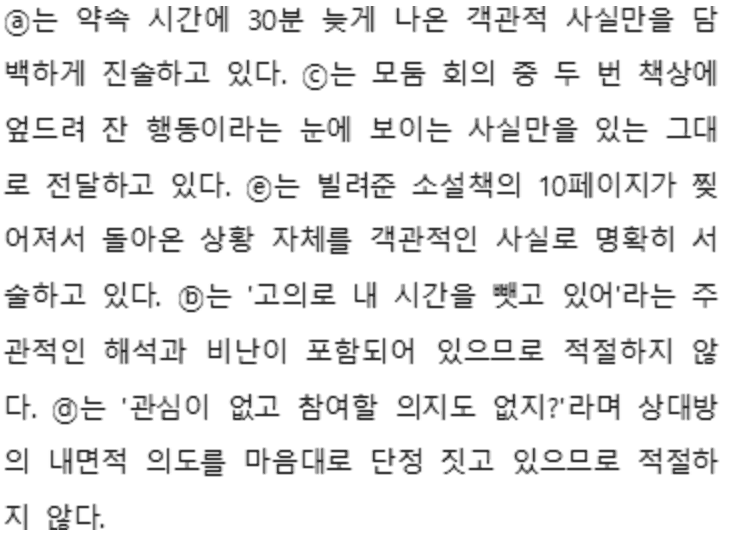 ⓐ는 약속 시간에 30분 늦게 나온 객관적 사실만을 담
백하게 진술하고 있다. ⓒ는 모둠 회의 중 두 번 책상에
엎드려 잔 행동이라는 눈에 보이는 사실만을 있는 그대
로 전달하고 있다. ⓔ는 빌려준 소설책의 10페이지가 찢
어져서 돌아온 상황 자체를 객관적인 사실로 명확히 서
술하고 있다. ⓑ는 '고의로 내 시간을 뺏고 있어'라는 주
관적인 해석과 비난이 포함되어 있으므로 적절하지 않
다. ⓓ는 '관심이 없고 참여할 의지도 없지?'라며 상대방
의 내면적 의도를 마음대로 단정 짓고 있으므로 적절하
지 않다.